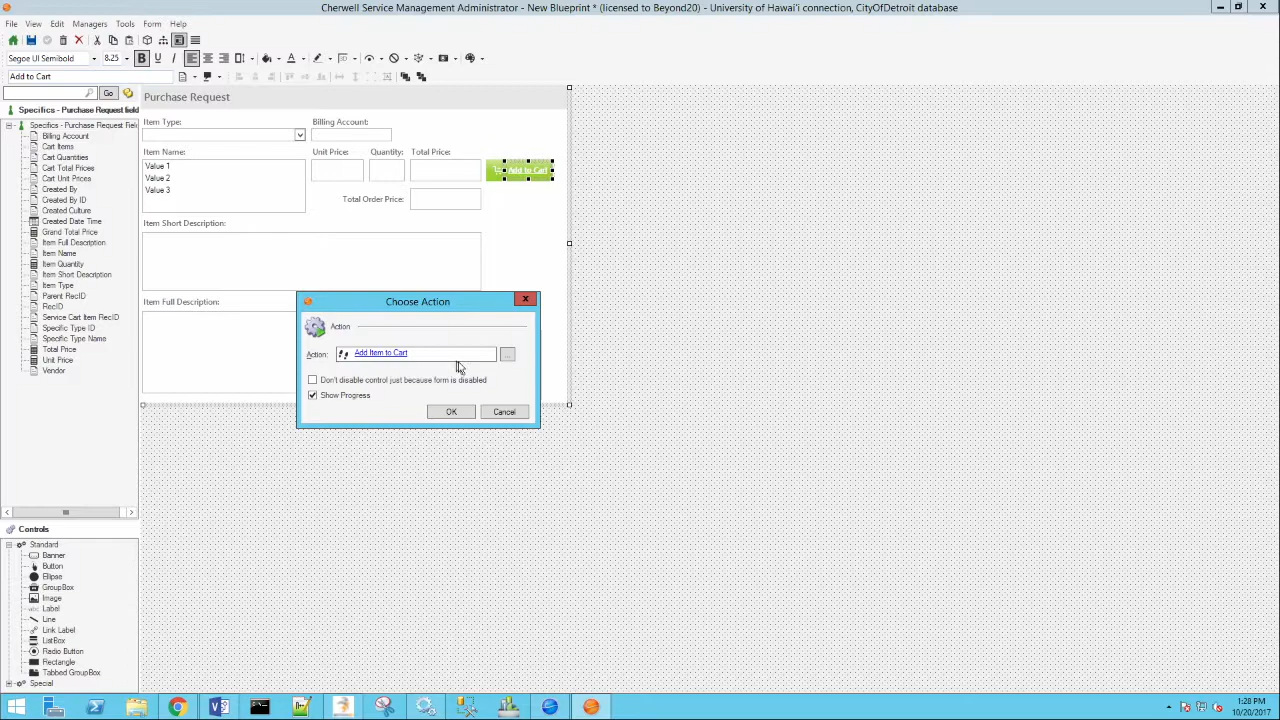 Cherwell Service Management Administrator - New Blueprint * (licensed to Beyond20) - University of Hawai'i connection, CityOfDetroit database
File View Edit Managers Tools Form Help
Segoe UI Semibold 8.25 B U I A
Add to Cart
Go
Specifics - Purchase Request field
Specifics - Purchase Request Field
Billing Account
Cart Items
Cart Quantities
Cart Total Prices
Cart Unit Prices
Created By
Created By ID
Created Culture
Created Date Time
Grand Total Price
Item Full Description
Item Name
Item Quantity
Item Short Description
Item Type
Parent RecID
RecID
Service Cart Item RecID
Specific Type ID
Specific Type Name
Total Price
Unit Price
Vendor
Controls
Standard
Banner
Button
Ellipse
GroupBox
Image
abc Label
Line
Link Label
ListBox
Radio Button
Rectangle
Tabbed GroupBox
Special
Purchase Request
Item Type: Billing Account:
Item Name: Unit Price: Quantity: Total Price:
Value 1
Value 2
Value 3
Add to Cart
Total Order Price:
Item Short Description:
Item Full Description:
Choose Action
Action
Action: Add Item to Cart ...
Don't disable control just because form is disabled
Show Progress
OK Cancel
1:28 PM
10/20/2017